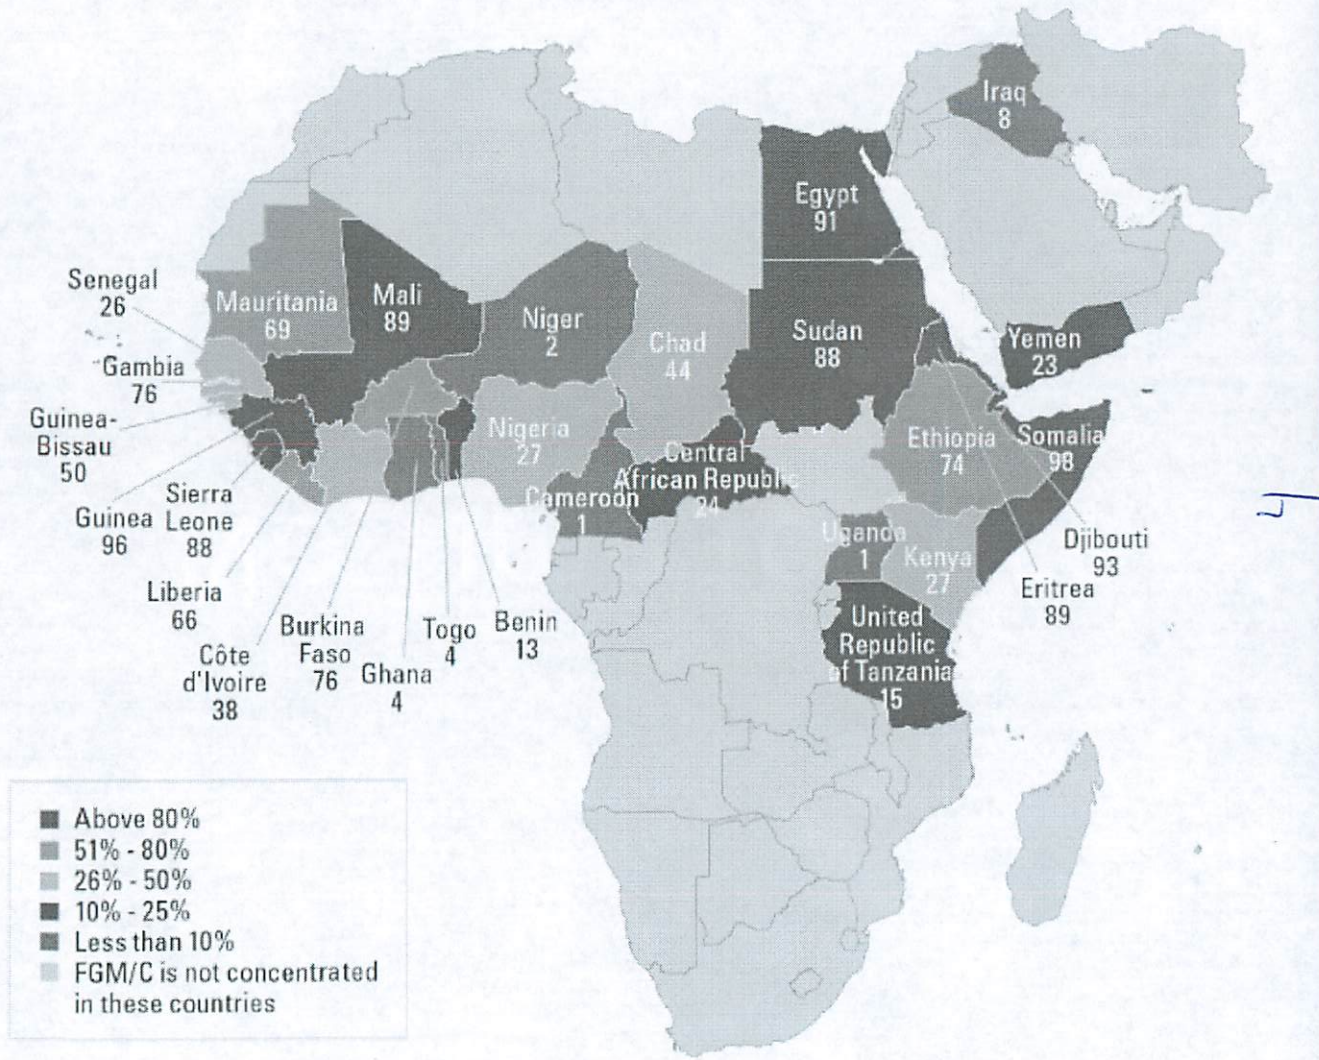 Iraq
8
Egypt
91
Senegal
26
Mauritania
69
Mali
89
Niger
2
Chad
44
Sudan
88
Yemen
23
Gambia
76
Guinea-
Bissau
50
Nigeria
27
Central
African Republic
24
Ethiopia
74
Somalia
98
Guinea
96
Sierra
Leone
88
Cameroon
1
Uganda
1
Kenya
27
Djibouti
93
Eritrea
89
Liberia
66
Côte
d'Ivoire
38
Burkina
Faso
76
Ghana
4
Togo
4
Benin
13
United
Republic
of Tanzania
15
Above 80%
51% - 80%
26% - 50%
10% - 25%
Less than 10%
FGM/C is not concentrated
in these countries